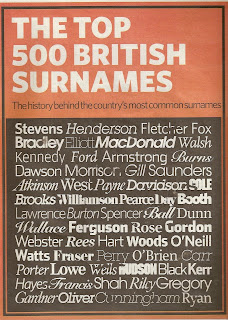 THE TOP
500 BRITISH
SURNAMES
The history behind the country's most common surnames
Stevens Henderson Fletcher Fox
Bradley Elliott MacDonald Walsh
Kennedy Ford Armstrong Burns
Dawson Morrison Gill Saunders
Atkinson West Payne Davidson COLE
Brooks Williamson Pearce Day Booth
Lawrence Burton Spencer Ball Dunn
Wallace Ferguson Rose Gordon
Webster Rees Hart Woods O'Neill
Watts Fraser Perry O'Brien Carr
Porter Lowe Wells HUDSON Black Kerr
Hayes Francis Shah Riley Gregory
Gardner Oliver Cunningham Ryan